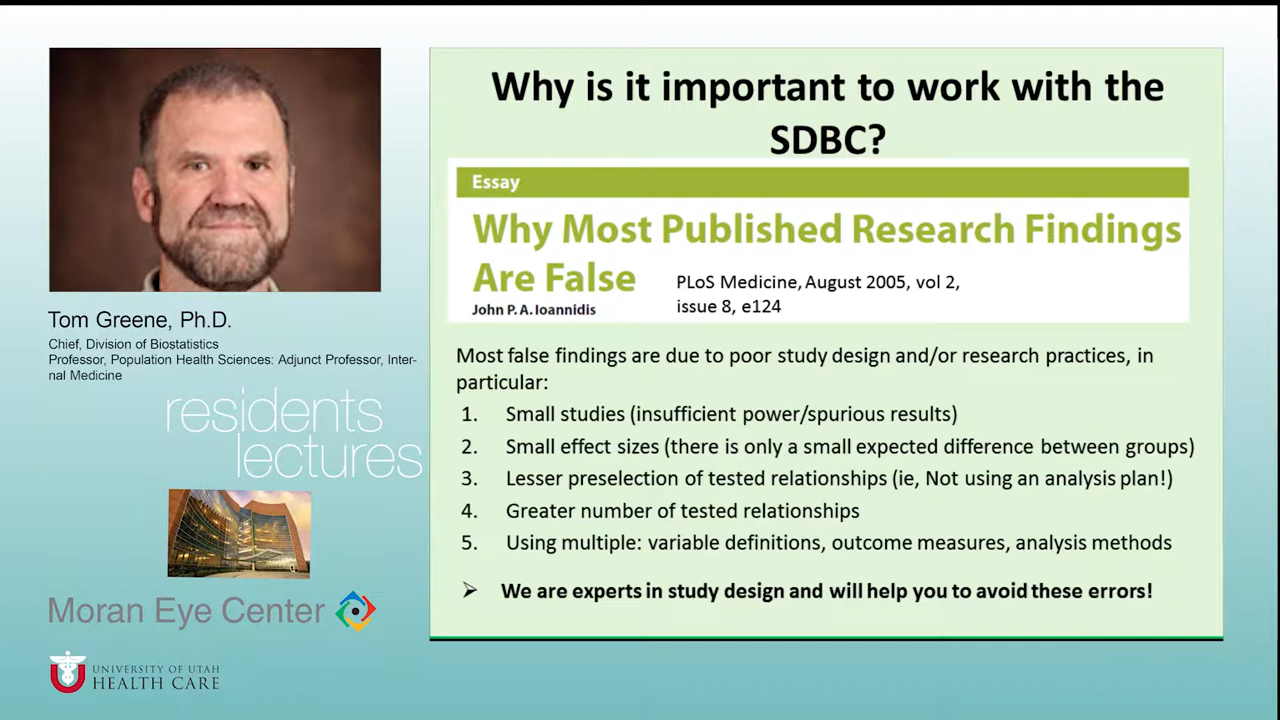 Why is it important to work with the
SDBC?
Essay
Why Most Published Research Findings
Are False
PLoS Medicine, August 2005, vol 2,
issue 8, e124
John P. A. Ioannidis
Most false findings are due to poor study design and/or research practices, in
particular:
1. Small studies (insufficient power/spurious results)
2. Small effect sizes (there is only a small expected difference between groups)
3. Lesser preselection of tested relationships (ie, Not using an analysis plan!)
4. Greater number of tested relationships
5. Using multiple: variable definitions, outcome measures, analysis methods
➢ We are experts in study design and will help you to avoid these errors!
Tom Greene, Ph.D.
Chief, Division of Biostatistics
Professor, Population Health Sciences: Adjunct Professor, Inter-
nal Medicine
residents
lectures
Moran Eye Center
UNIVERSITY OF UTAH
HEALTH CARE